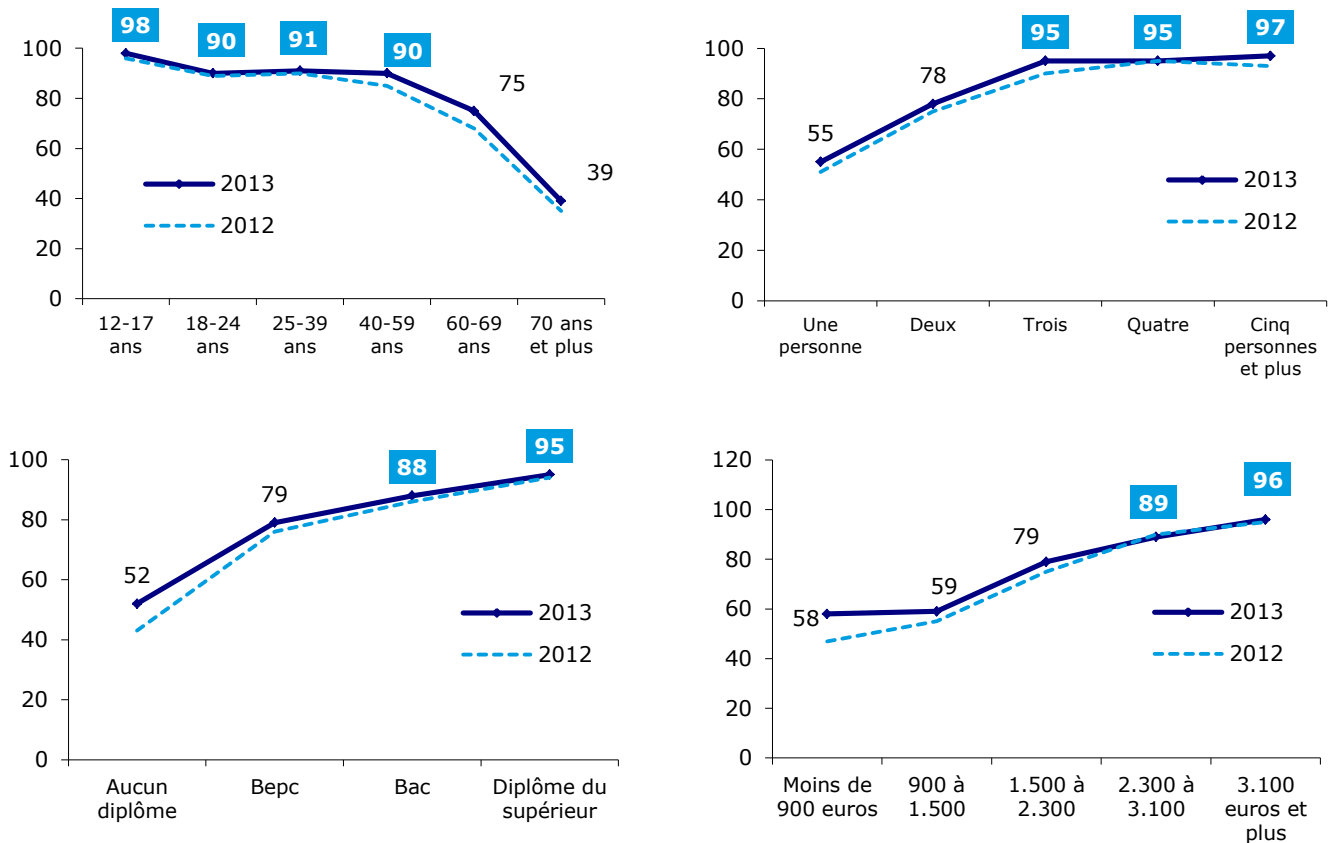 98
90
91
90
75
39
100
80
60
40
20
0
2013
2012
12-17
ans
18-24
ans
25-39
ans
40-59
ans
60-69
ans
70 ans
et plus
95
95
97
78
55
100
80
60
40
20
0
2013
2012
Une
personne
Deux
Trois
Quatre
Cinq
personnes
et plus
95
88
79
52
100
80
60
40
20
0
2013
2012
Aucun
diplôme
Bepc
Bac
Diplôme du
supérieur
96
89
79
59
58
120
100
80
60
40
20
0
2013
2012
Moins de
900 euros
900 à
1.500
1.500 à
2.300
2.300 à
3.100
3.100
euros et
plus